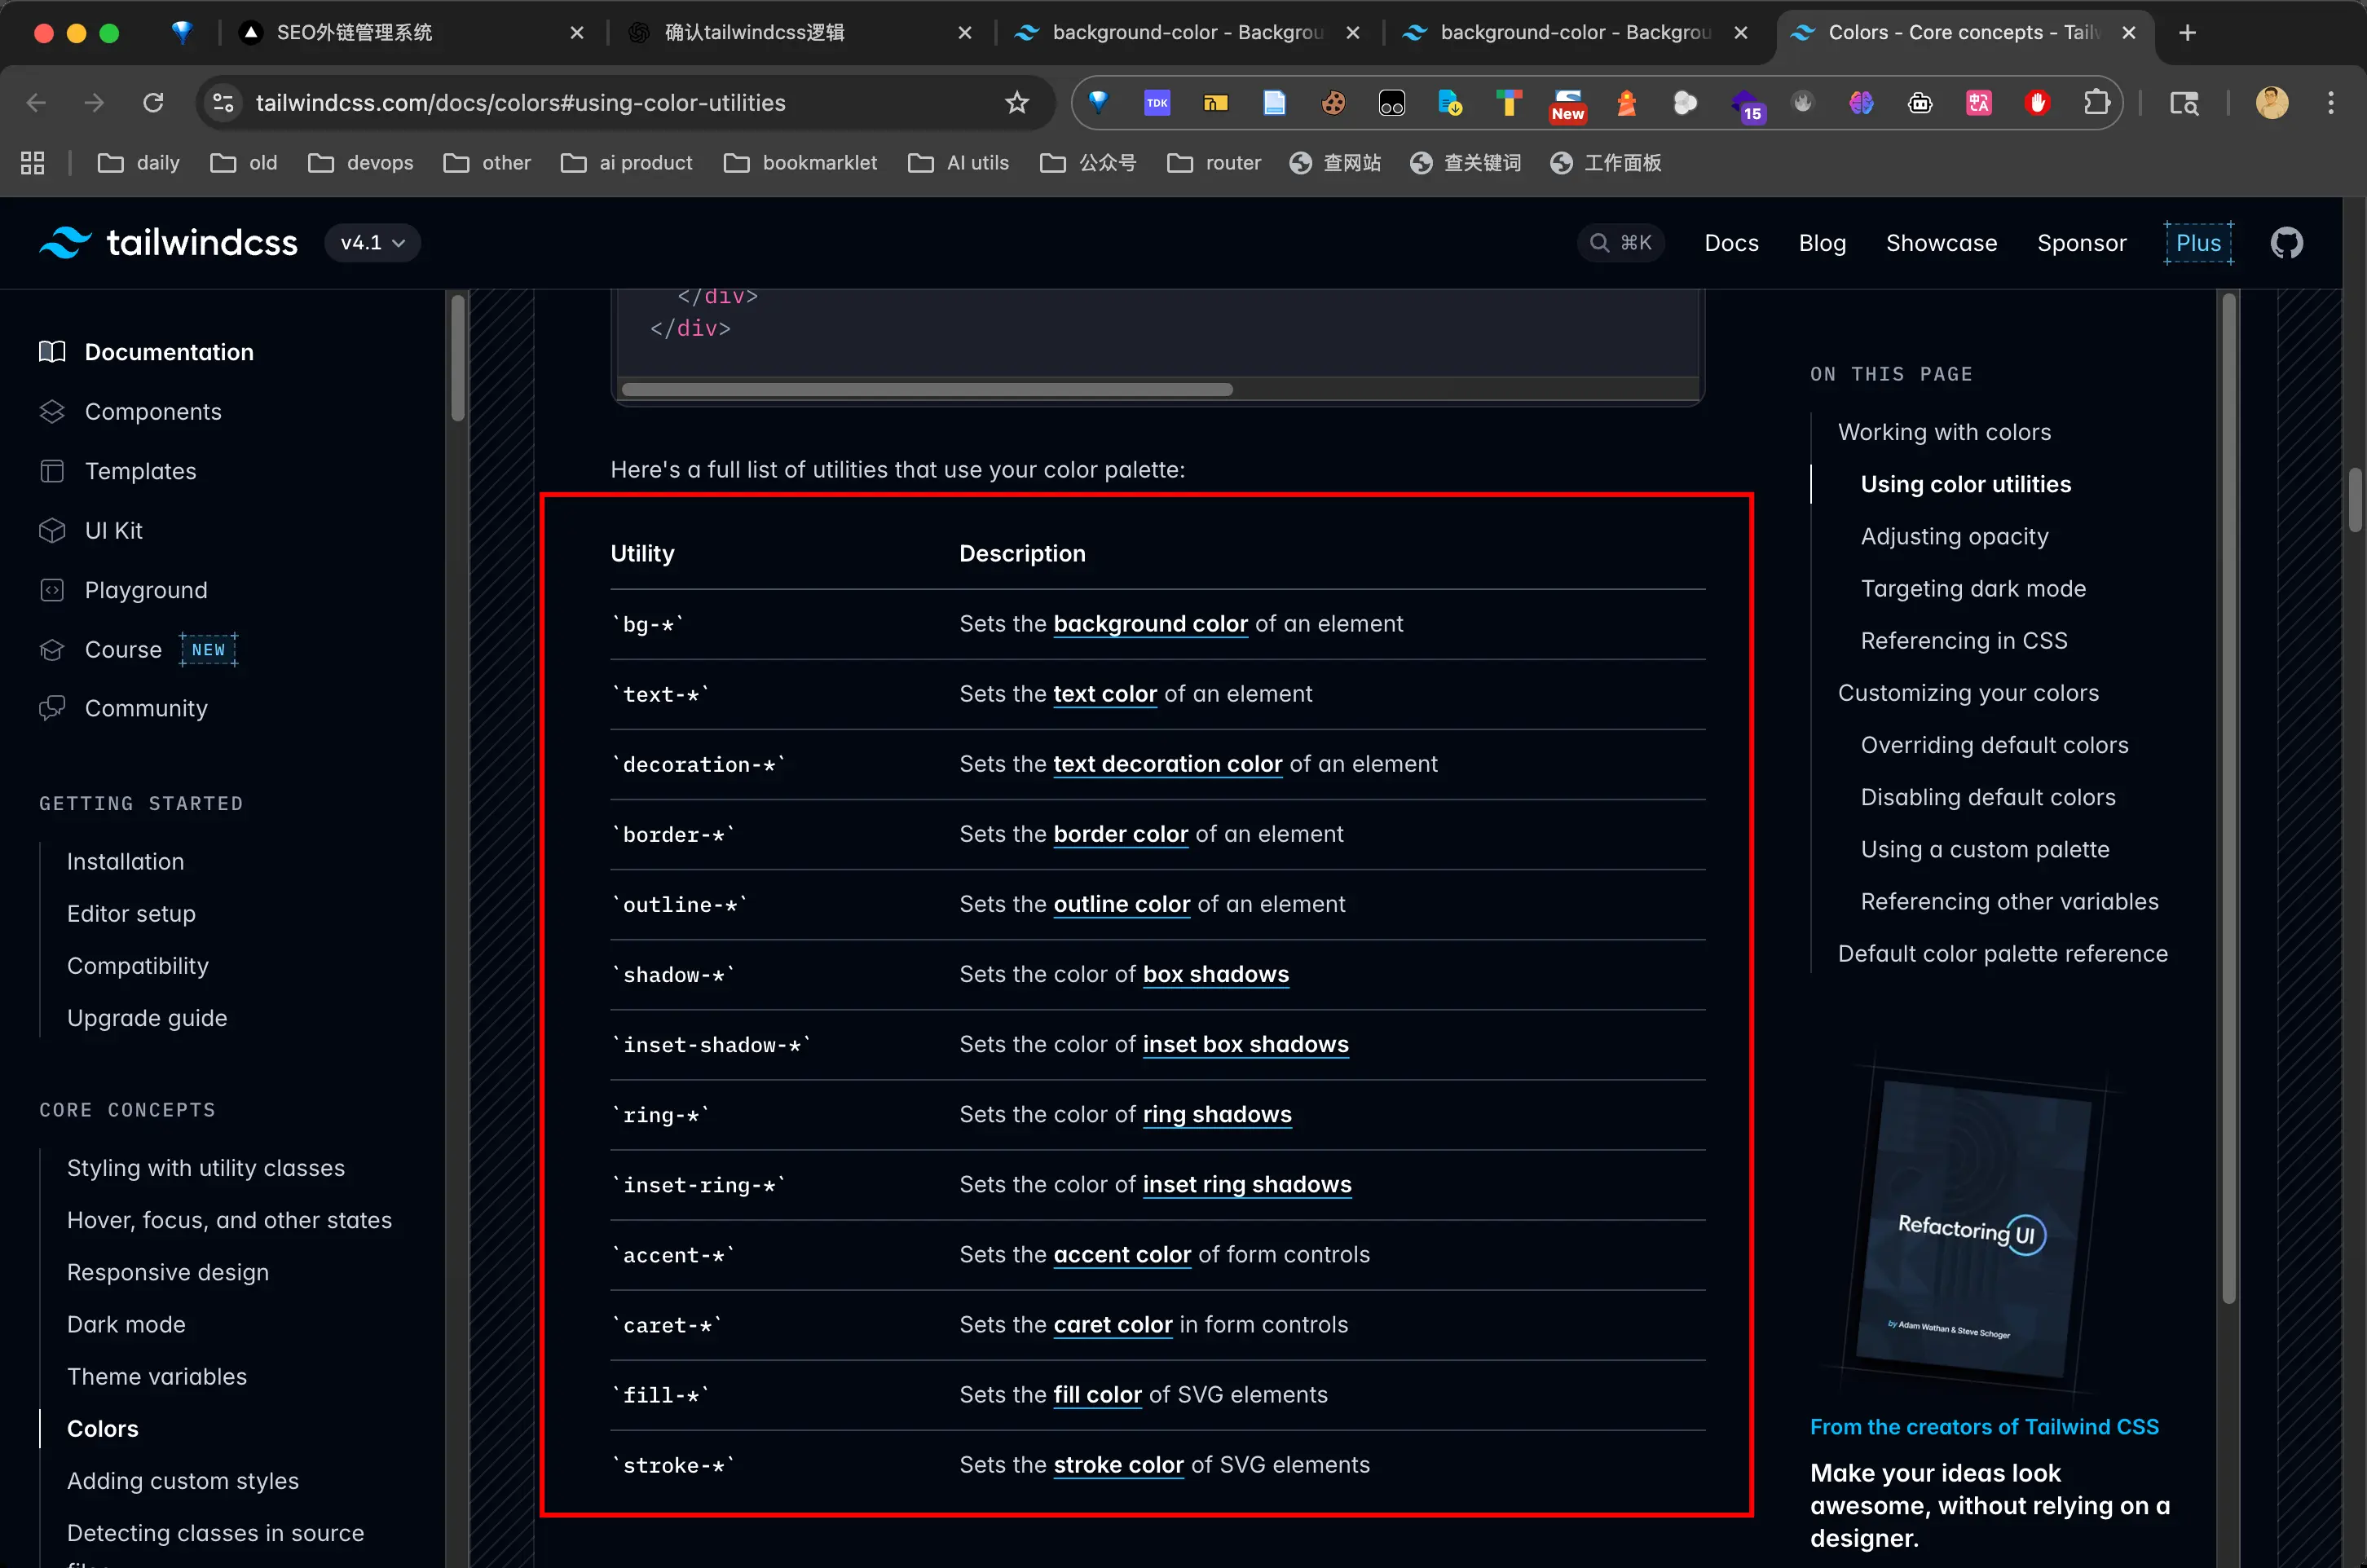 SEO外链管理系统
确认tailwindcss逻辑
background-color - Backgrou
background-color - Backgrou
Colors - Core concepts - Tail
tailwindcss.com/docs/colors#using-color-utilities
TDK
New
15
daily
old
devops
other
ai product
bookmarklet
AI utils
公众号
router
查网站
查关键词
工作面板
tailwindcss
v4.1
⌘K
Docs
Blog
Showcase
Sponsor
Plus
Documentation
Components
Templates
UI Kit
Playground
Course NEW
Community
GETTING STARTED
Installation
Editor setup
Compatibility
Upgrade guide
CORE CONCEPTS
Styling with utility classes
Hover, focus, and other states
Responsive design
Dark mode
Theme variables
Colors
Adding custom styles
Detecting classes in source
</div>
</div>
Here's a full list of utilities that use your color palette:
Utility Description
`bg-*` Sets the background color of an element
`text-*` Sets the text color of an element
`decoration-*` Sets the text decoration color of an element
`border-*` Sets the border color of an element
`outline-*` Sets the outline color of an element
`shadow-*` Sets the color of box shadows
`inset-shadow-*` Sets the color of inset box shadows
`ring-*` Sets the color of ring shadows
`inset-ring-*` Sets the color of inset ring shadows
`accent-*` Sets the accent color of form controls
`caret-*` Sets the caret color in form controls
`fill-*` Sets the fill color of SVG elements
`stroke-*` Sets the stroke color of SVG elements
ON THIS PAGE
Working with colors
Using color utilities
Adjusting opacity
Targeting dark mode
Referencing in CSS
Customizing your colors
Overriding default colors
Disabling default colors
Using a custom palette
Referencing other variables
Default color palette reference
Refactoring UI
by Adam Wathan & Steve Schoger
From the creators of Tailwind CSS
Make your ideas look
awesome, without relying on a
designer.